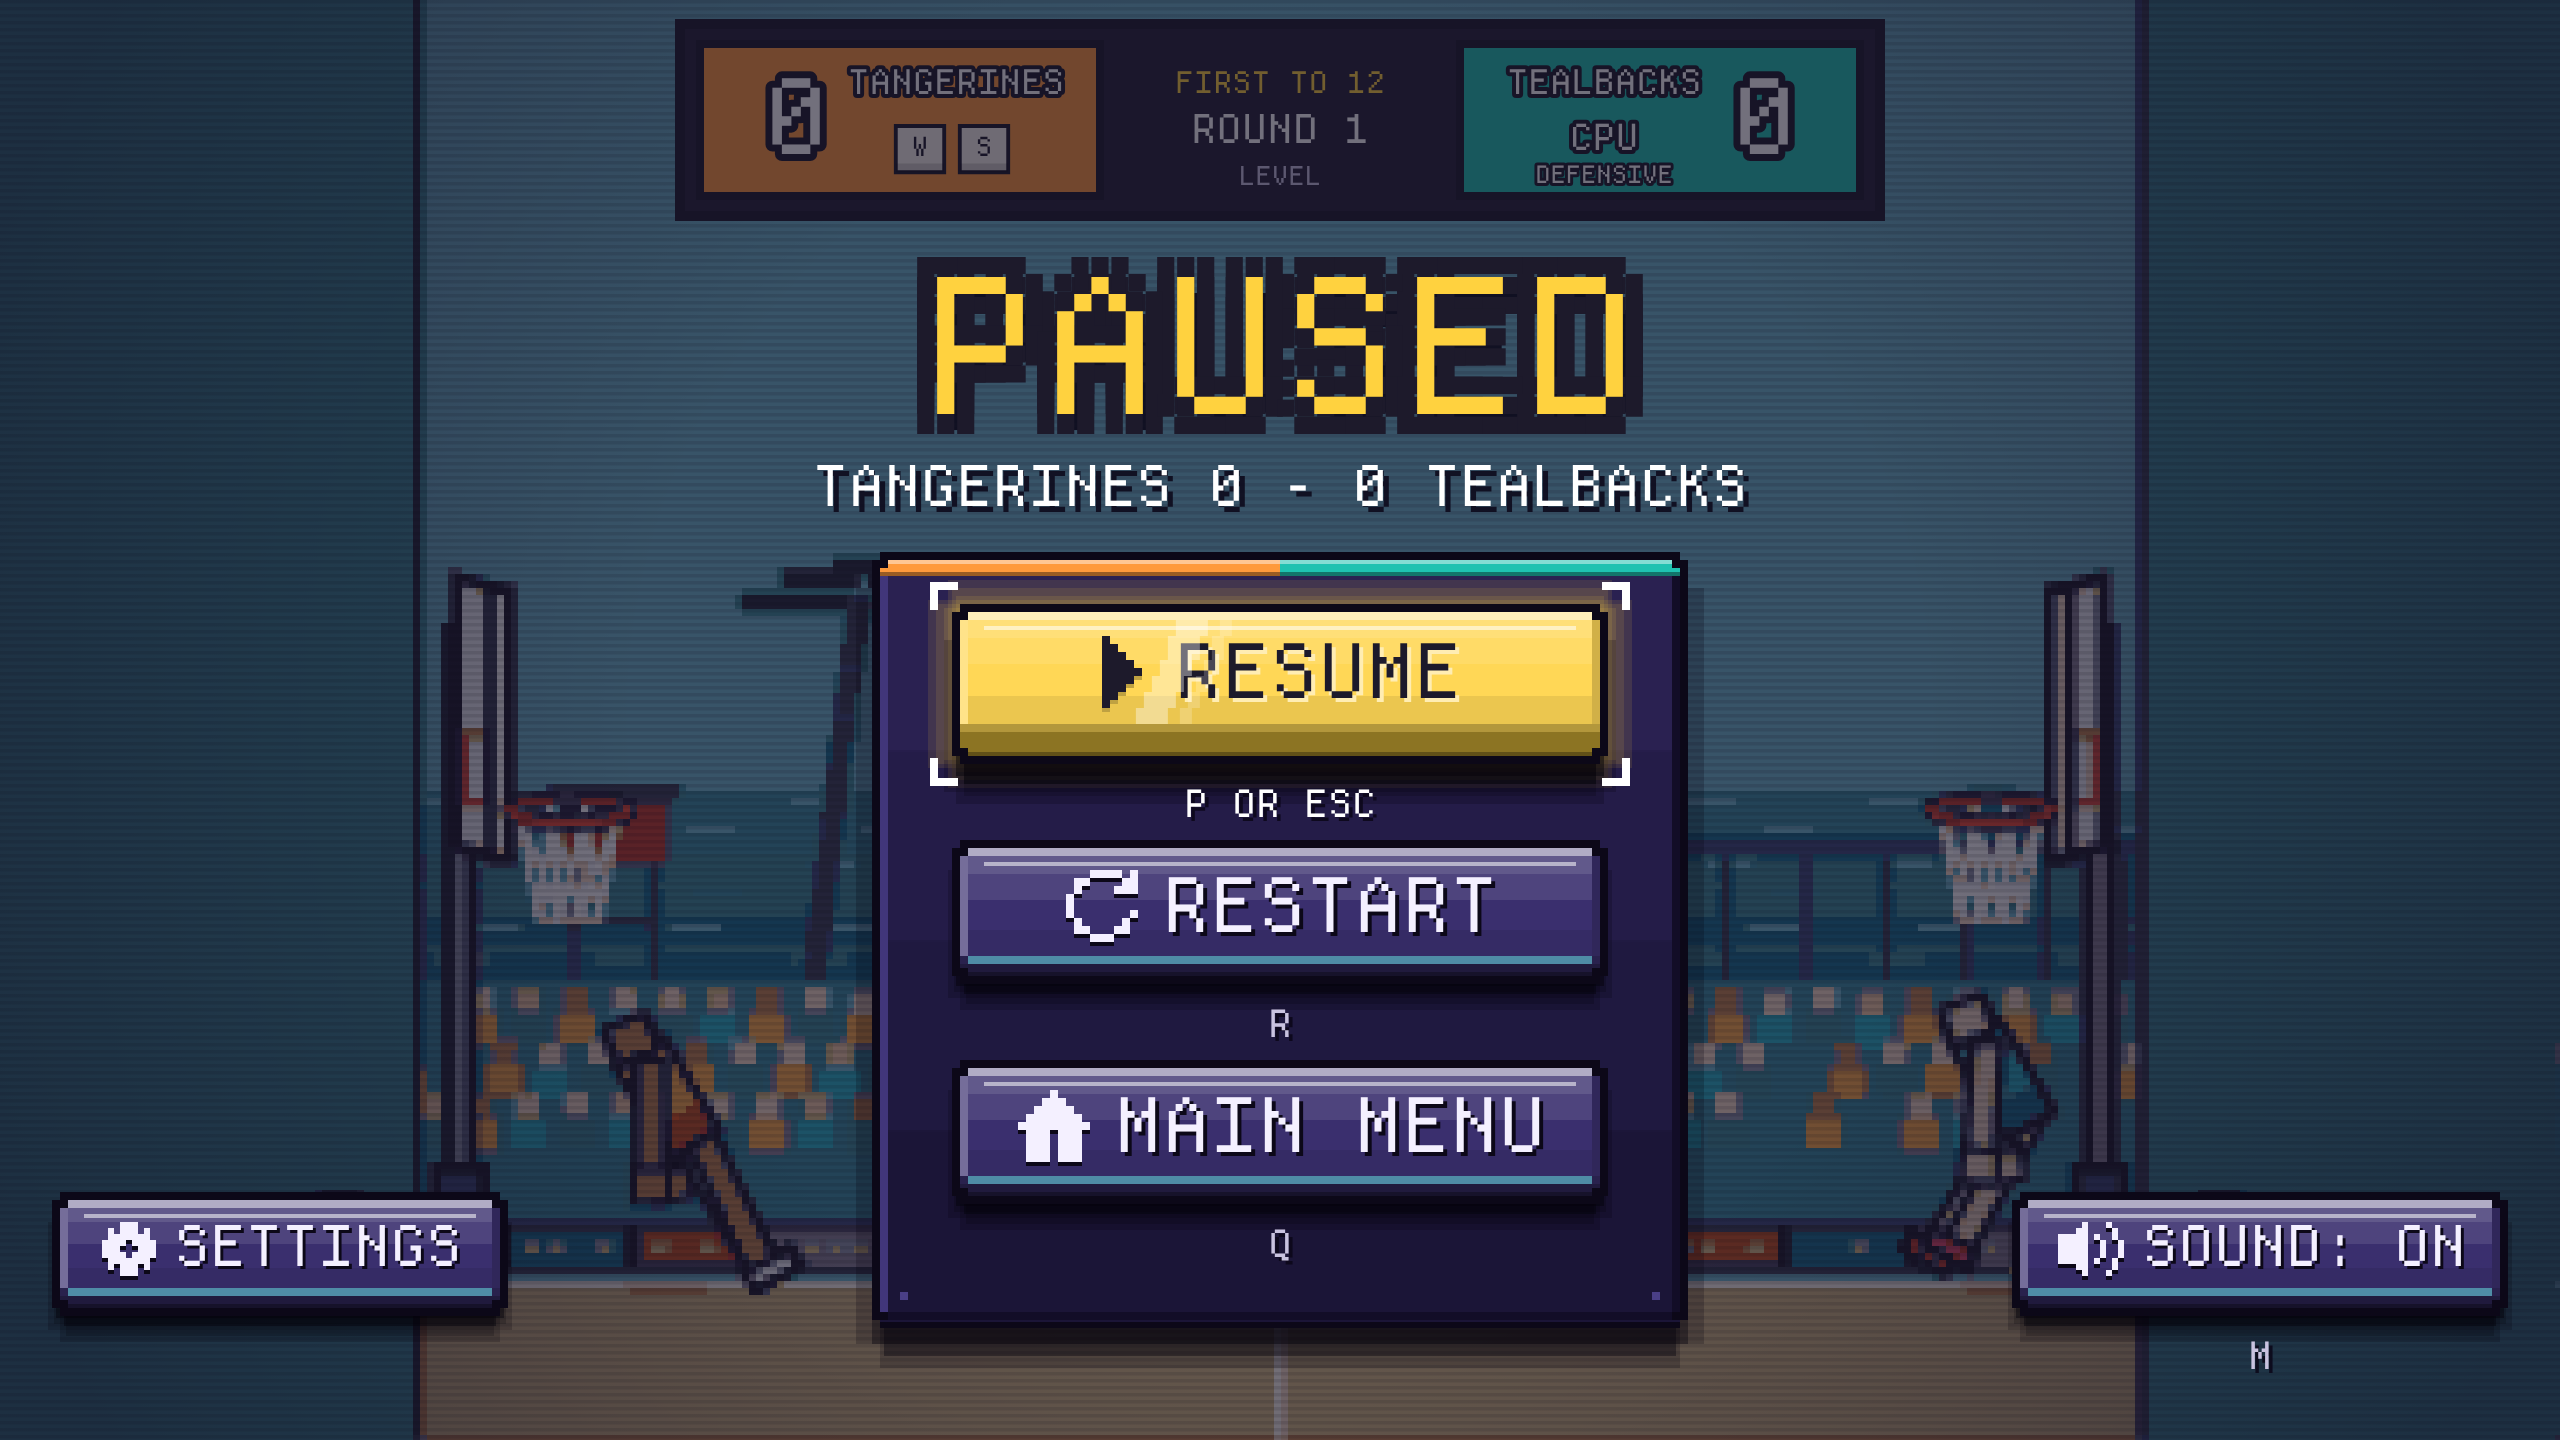 0 TANGERINES
W S
FIRST TO 12
ROUND 1
LEVEL
TEALBACKS 0
CPU
DEFENSIVE
PAUSED
TANGERINES 0 - 0 TEALBACKS
RESUME
P OR ESC
RESTART
R
MAIN MENU
Q
SETTINGS
SOUND: ON
M